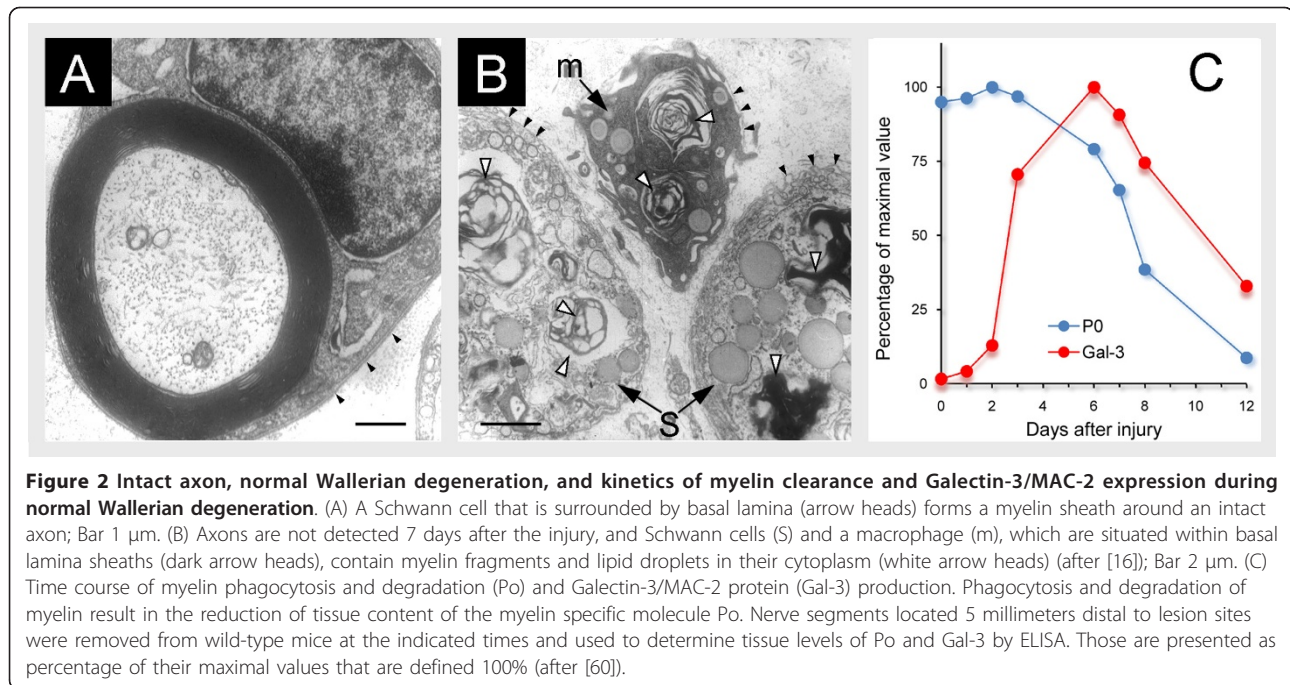 A
B
m
S
C
Percentage of maximal value
100
75
50
25
0
P0
Gal-3
0 2 4 6 8 10 12
Days after injury
Figure 2 Intact axon, normal Wallerian degeneration, and kinetics of myelin clearance and Galectin-3/MAC-2 expression during
normal Wallerian degeneration. (A) A Schwann cell that is surrounded by basal lamina (arrow heads) forms a myelin sheath around an intact
axon; Bar 1 μm. (B) Axons are not detected 7 days after the injury, and Schwann cells (S) and a macrophage (m), which are situated within basal
lamina sheaths (dark arrow heads), contain myelin fragments and lipid droplets in their cytoplasm (white arrow heads) (after [16]); Bar 2 μm. (C)
Time course of myelin phagocytosis and degradation (Po) and Galectin-3/MAC-2 protein (Gal-3) production. Phagocytosis and degradation of
myelin result in the reduction of tissue content of the myelin specific molecule Po. Nerve segments located 5 millimeters distal to lesion sites
were removed from wild-type mice at the indicated times and used to determine tissue levels of Po and Gal-3 by ELISA. Those are presented as
percentage of their maximal values that are defined 100% (after [60]).